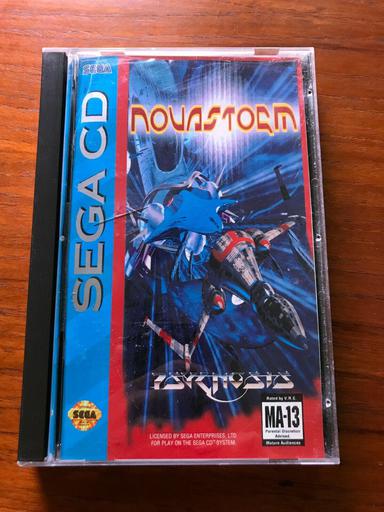 SEGA
SEGA CD
NOVASTORM
PSYGNOSIS
SEGA
LICENSED BY SEGA ENTERPRISES, LTD.
FOR PLAY ON THE SEGA CD™ SYSTEM.
Rated by V.R.C.
MA-13
Parental Discretion
Advised.
Mature Audiences